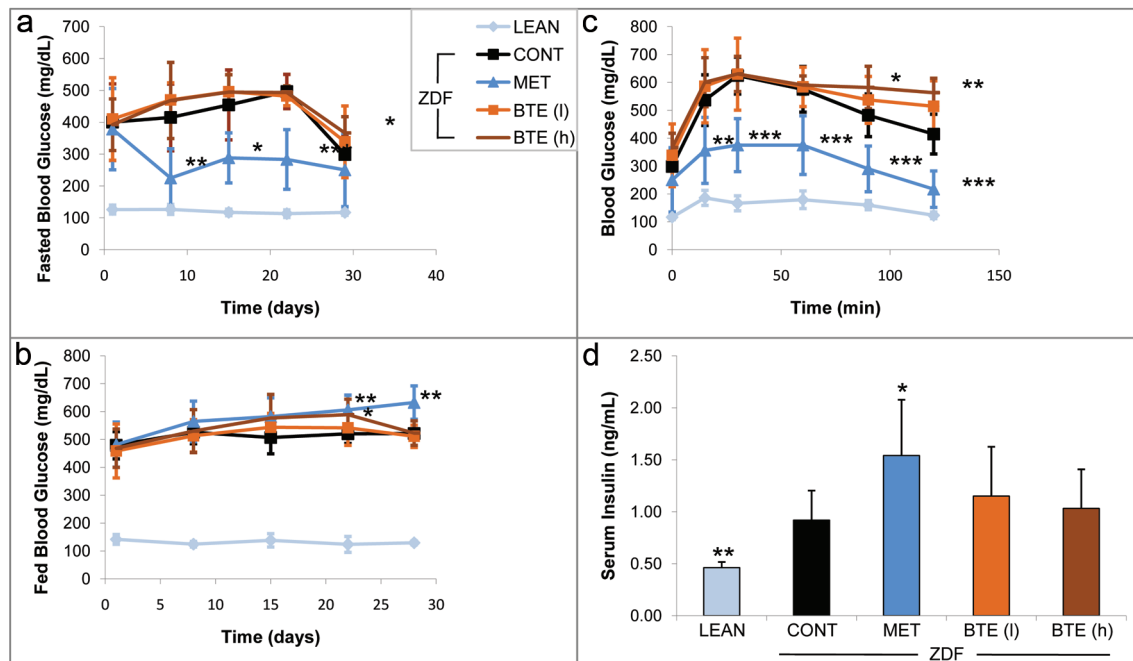 a
Fasted Blood Glucose (mg/dL)
700
600
500
400
300
200
100
0
** * ** *
0 10 20 30 40
Time (days)
LEAN
ZDF
CONT
MET
BTE (l)
BTE (h)
c
Blood Glucose (mg/dL)
800
700
600
500
400
300
200
100
0
* **
** *** *** *** ***
0 50 100 150
Time (min)
b
Fed Blood Glucose (mg/dL)
800
700
600
500
400
300
200
100
0
** **
*
0 5 10 15 20 25 30
Time (days)
d
Serum Insulin (ng/mL)
2.50
2.00
1.50
1.00
0.50
0.00
** *
LEAN CONT MET BTE (l) BTE (h)
ZDF